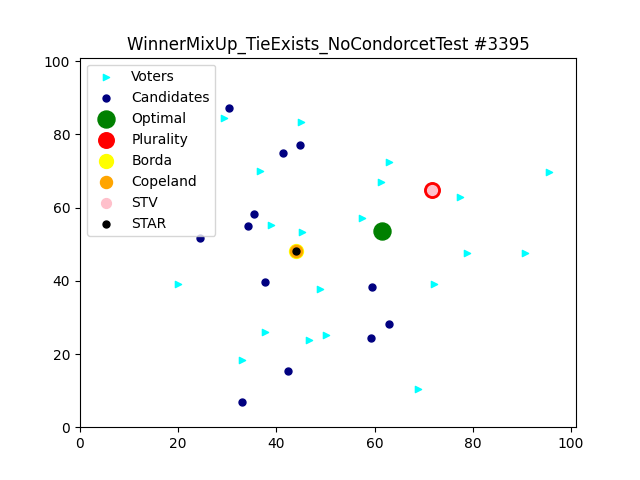 WinnerMixUp_TieExists_NoCondorcetTest #3395
100
80
60
40
20
0
Voters
Candidates
Optimal
Plurality
Borda
Copeland
STV
STAR
0 20 40 60 80 100